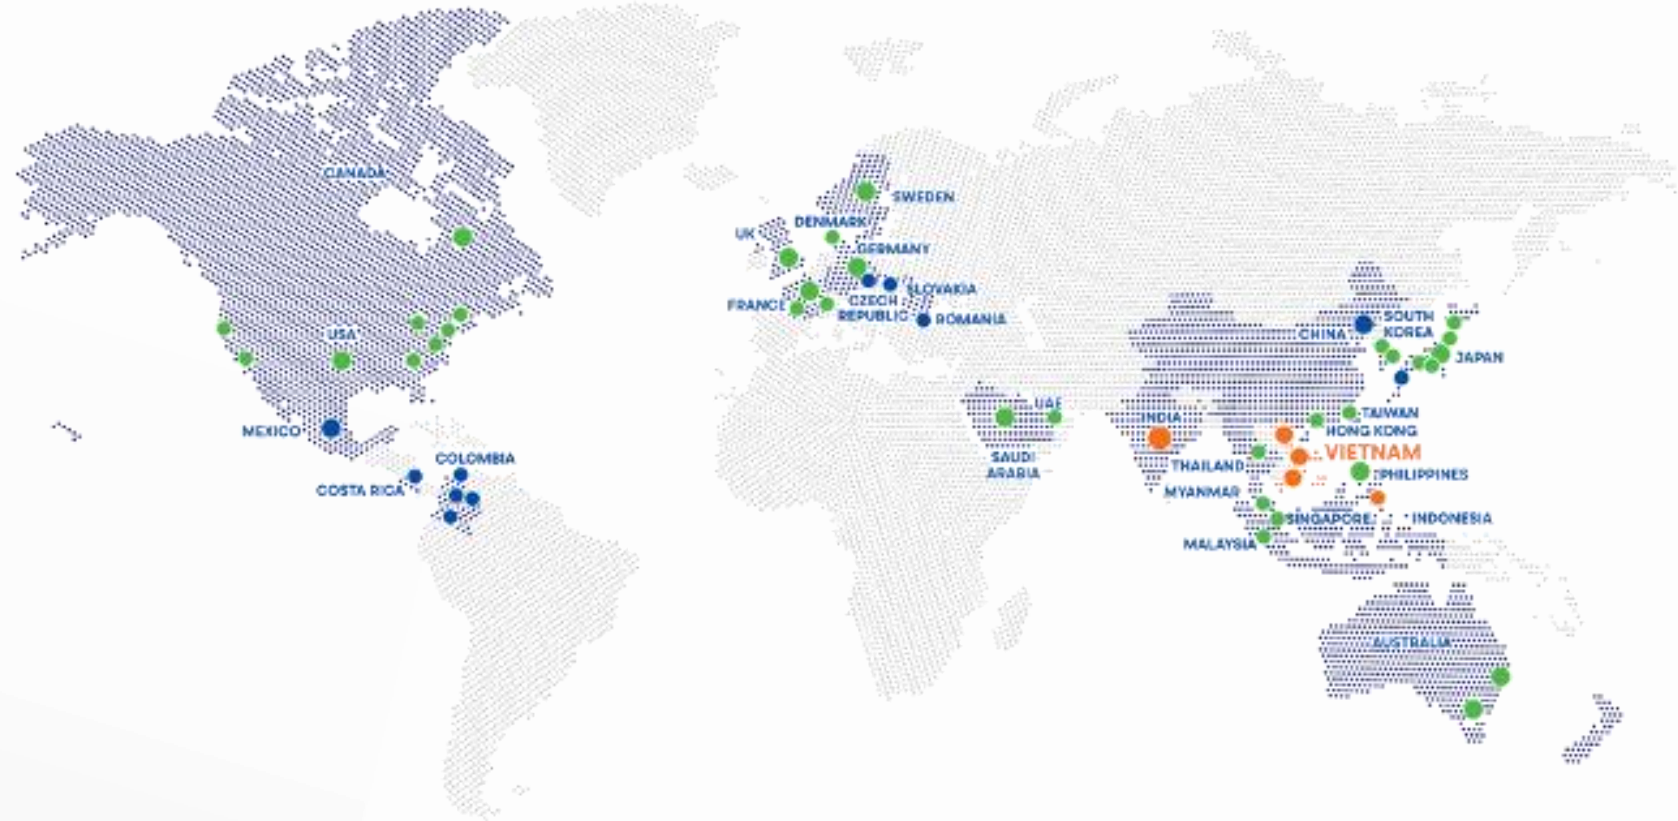 CANADA
USA
MEXICO
COLOMBIA
COSTA RICA
SWEDEN
DENMARK
UK
GERMANY
SLOVAKIA
FRANCE
CZECH
REPUBLIC
ROMANIA
SOUTH
KOREA
CHINA
JAPAN
UAE
SAUDI
ARABIA
INDIA
TAIWAN
HONG KONG
VIETNAM
THAILAND
PHILIPPINES
MYANMAR
SINGAPORE
INDONESIA
MALAYSIA
AUSTRALIA